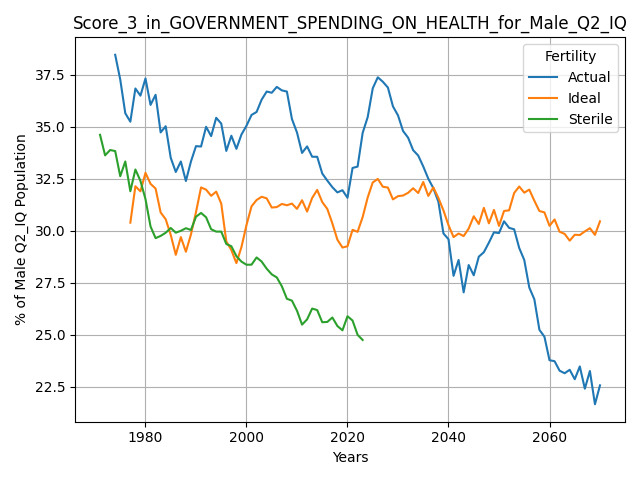 Score_3_in_GOVERNMENT_SPENDING_ON_HEALTH_for_Male_Q2_IQ
Fertility
Actual
Ideal
Sterile
% of Male Q2_IQ Population
37.5
35.0
32.5
30.0
27.5
25.0
22.5
1980
2000
2020
2040
2060
Years